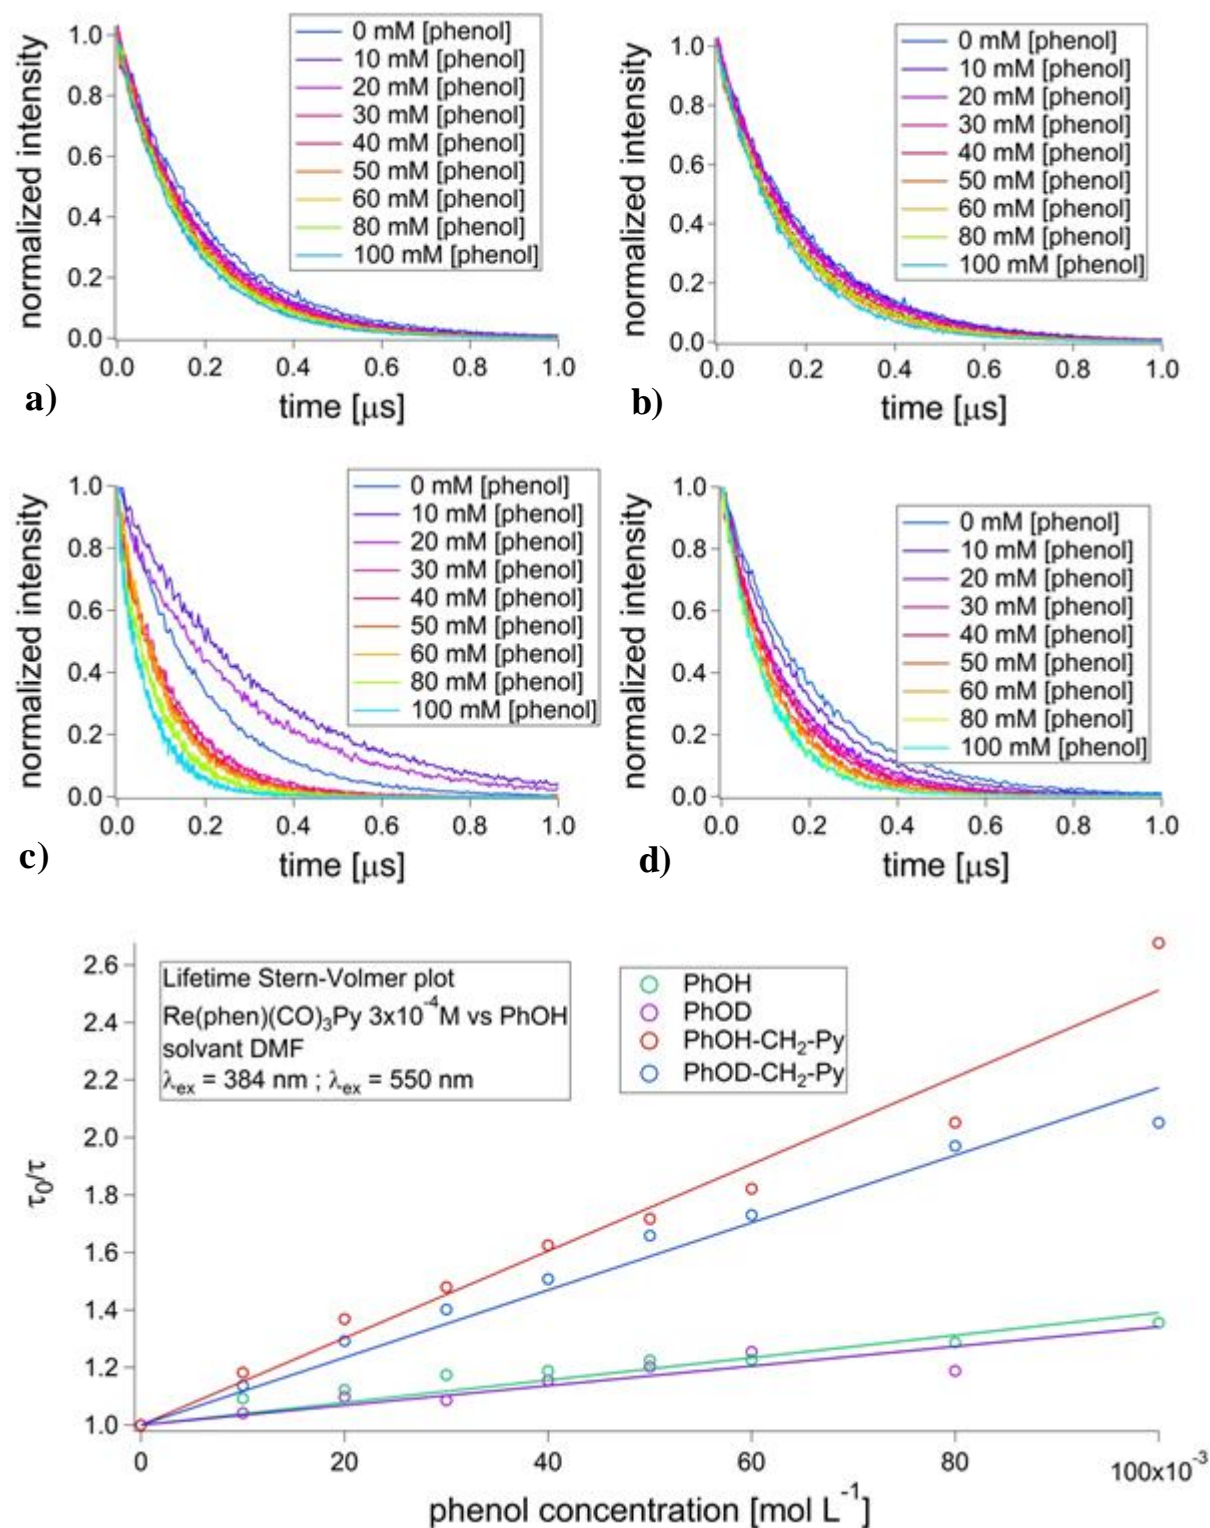 normalized intensity
1.0
0.8
0.6
0.4
0.2
0.0
0 mM [phenol]
10 mM [phenol]
20 mM [phenol]
30 mM [phenol]
40 mM [phenol]
50 mM [phenol]
60 mM [phenol]
80 mM [phenol]
100 mM [phenol]
0.0 0.2 0.4 0.6 0.8 1.0
time [μs]
a)
normalized intensity
1.0
0.8
0.6
0.4
0.2
0.0
0 mM [phenol]
10 mM [phenol]
20 mM [phenol]
30 mM [phenol]
40 mM [phenol]
50 mM [phenol]
60 mM [phenol]
80 mM [phenol]
100 mM [phenol]
0.0 0.2 0.4 0.6 0.8 1.0
time [μs]
b)
normalized intensity
1.0
0.8
0.6
0.4
0.2
0.0
0 mM [phenol]
10 mM [phenol]
20 mM [phenol]
30 mM [phenol]
40 mM [phenol]
50 mM [phenol]
60 mM [phenol]
80 mM [phenol]
100 mM [phenol]
0.0 0.2 0.4 0.6 0.8 1.0
time [μs]
c)
normalized intensity
1.0
0.8
0.6
0.4
0.2
0.0
0 mM [phenol]
10 mM [phenol]
20 mM [phenol]
30 mM [phenol]
40 mM [phenol]
50 mM [phenol]
60 mM [phenol]
80 mM [phenol]
100 mM [phenol]
0.0 0.2 0.4 0.6 0.8 1.0
time [μs]
d)
τ₀/τ
2.6
2.4
2.2
2.0
1.8
1.6
1.4
1.2
1.0
Lifetime Stern-Volmer plot
Re(phen)(CO)₃Py 3x10⁻⁴M vs PhOH
solvant DMF
λₑₓ = 384 nm ; λₑₓ = 550 nm
PhOH
PhOD
PhOH-CH₂-Py
PhOD-CH₂-Py
0 20 40 60 80 100x10⁻³
phenol concentration [mol L⁻¹]